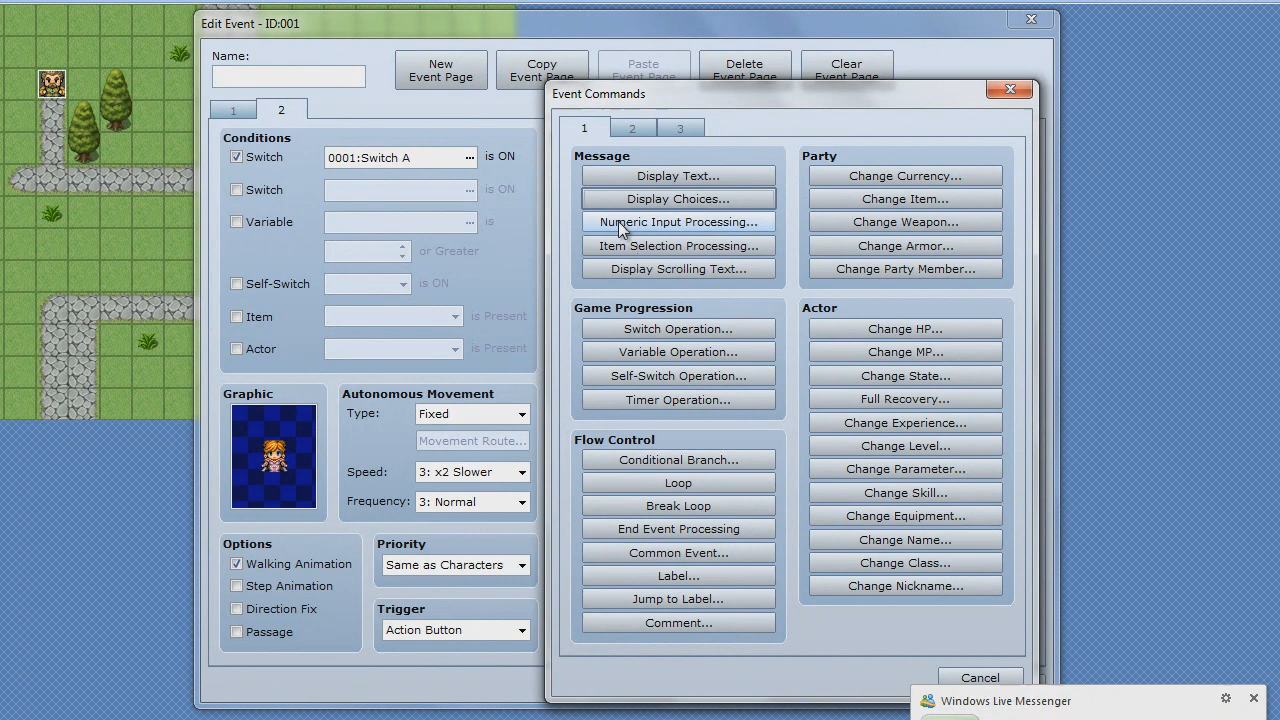 Edit Event - ID:001
Name:
New
Event Page
Copy
Event Page
Paste
Event Page
Delete
Event Page
Clear
Event Page
1
2
Conditions
Switch
0001:Switch A
...
is ON
Switch
...
is ON
Variable
...
is
or Greater
Self-Switch
is ON
Item
is Present
Actor
is Present
Graphic
Autonomous Movement
Type:
Fixed
Movement Route...
Speed:
3: x2 Slower
Frequency:
3: Normal
Options
Walking Animation
Step Animation
Direction Fix
Passage
Priority
Same as Characters
Trigger
Action Button
Event Commands
1
2
3
Message
Display Text...
Display Choices...
Numeric Input Processing...
Item Selection Processing...
Display Scrolling Text...
Game Progression
Switch Operation...
Variable Operation...
Self-Switch Operation...
Timer Operation...
Flow Control
Conditional Branch...
Loop
Break Loop
End Event Processing
Common Event...
Label...
Jump to Label...
Comment...
Party
Change Currency...
Change Item...
Change Weapon...
Change Armor...
Change Party Member...
Actor
Change HP...
Change MP...
Change State...
Full Recovery...
Change Experience...
Change Level...
Change Parameter...
Change Skill...
Change Equipment...
Change Name...
Change Class...
Change Nickname...
Cancel
Windows Live Messenger